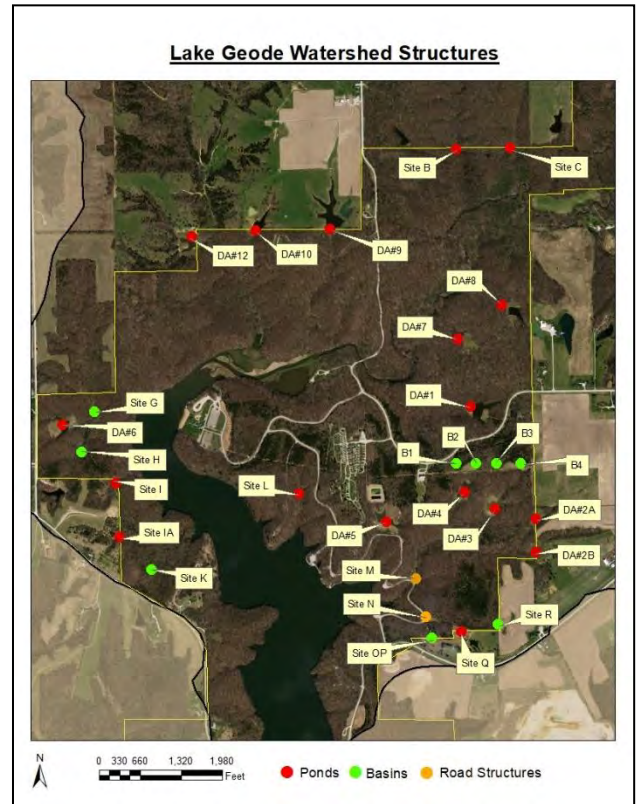 Lake Geode Watershed Structures
Site B
Site C
DA#12
DA#10
DA#9
DA#8
DA#7
DA#1
Site G
DA#6
Site H
B1
B2
B3
B4
Site I
Site L
DA#4
DA#3
DA#2A
DA#5
Site IA
DA#2B
Site K
Site M
Site N
Site R
Site OP
Site Q
N
0 330 660 1,320 1,980
Feet
Ponds Basins Road Structures